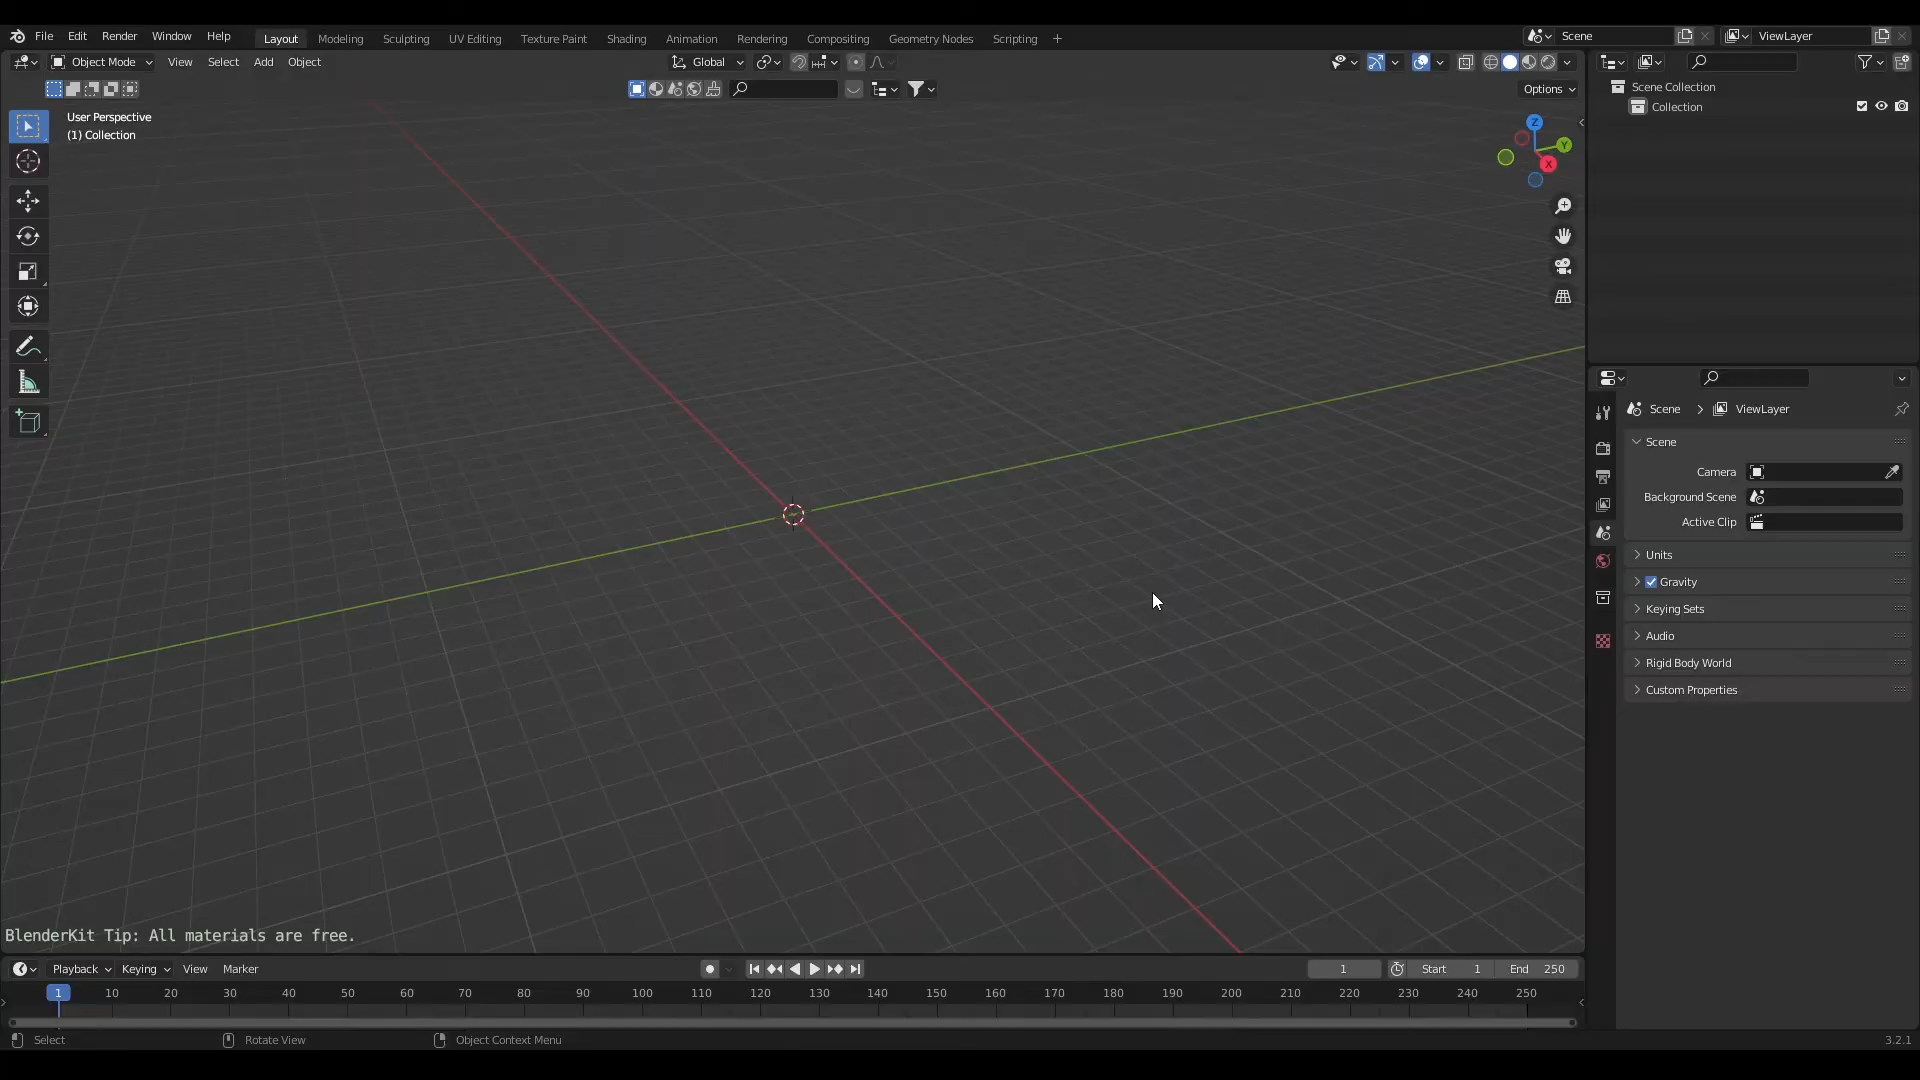 File Edit Render Window Help Layout Modeling Sculpting UV Editing Texture Paint Shading Animation Rendering Compositing Geometry Nodes Scripting + Scene ViewLayer
Object Mode View Select Add Object Global
Options
User Perspective
(1) Collection
Z
Y
X
Scene Collection
Collection
Scene > ViewLayer
Scene
Camera
Background Scene
Active Clip
Units
Gravity
Keying Sets
Audio
Rigid Body World
Custom Properties
BlenderKit Tip: All materials are free.
Playback Keying View Marker 1 Start 1 End 250
1 10 20 30 40 50 60 70 80 90 100 110 120 130 140 150 160 170 180 190 200 210 220 230 240 250
Select Rotate View Object Context Menu 3.2.1